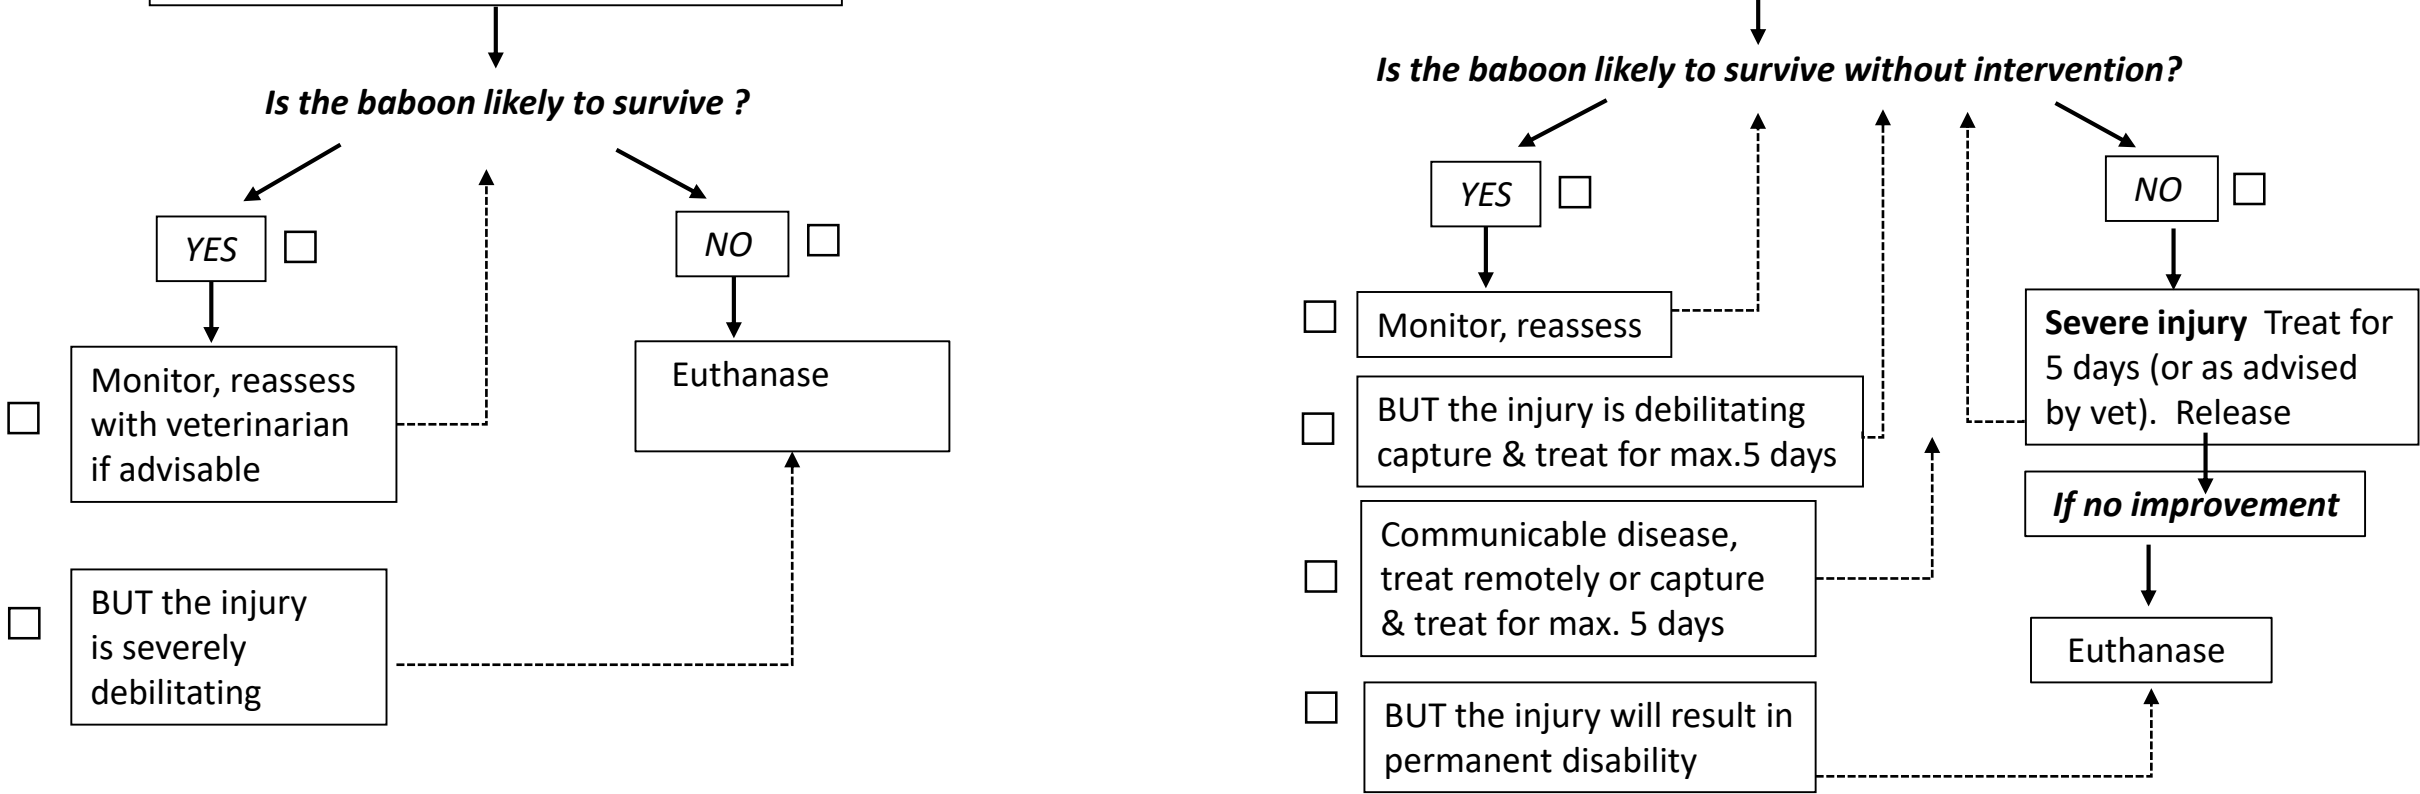 Is the baboon likely to survive ?
YES
NO
Monitor, reassess
with veterinarian
if advisable
Euthanase
BUT the injury
is severely
debilitating
Is the baboon likely to survive without intervention?
YES
NO
Monitor, reassess
BUT the injury is debilitating
capture & treat for max.5 days
Communicable disease,
treat remotely or capture
& treat for max. 5 days
BUT the injury will result in
permanent disability
Severe injury Treat for
5 days (or as advised
by vet). Release
If no improvement
Euthanase